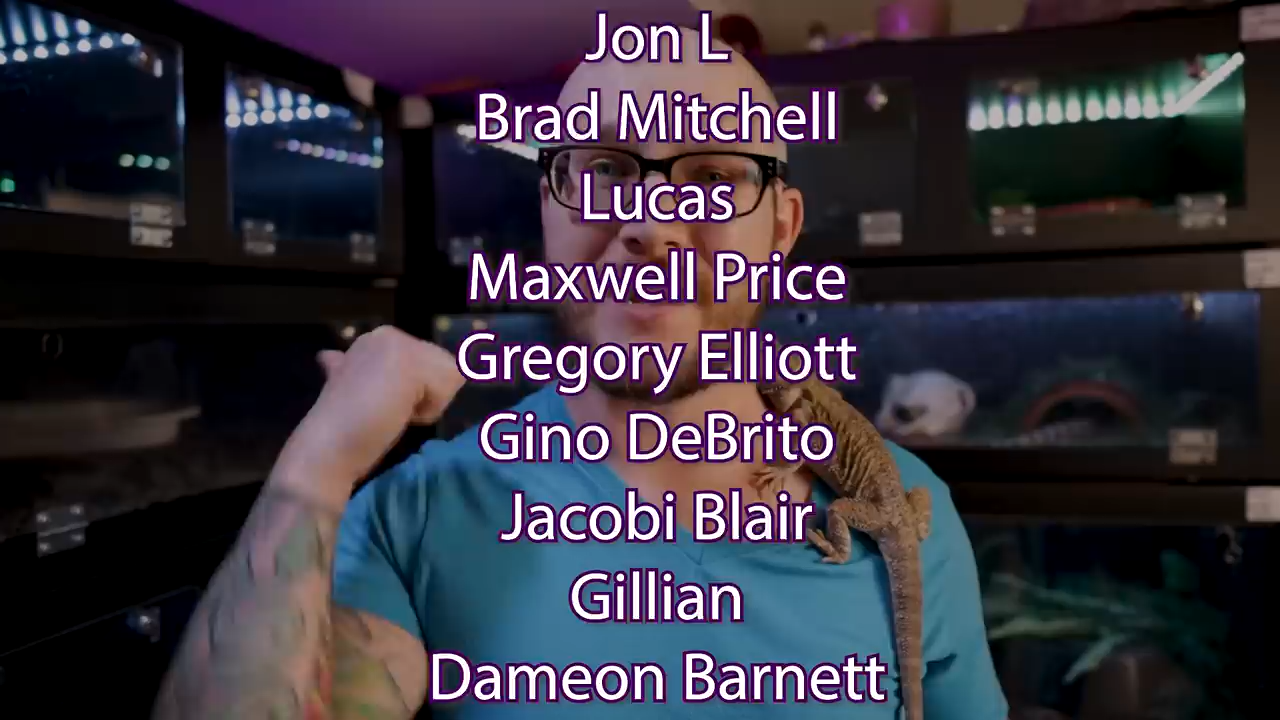 Jon L
Brad Mitchell
Lucas
Maxwell Price
Gregory Elliott
Gino DeBrito
Jacobi Blair
Gillian
Dameon Barnett